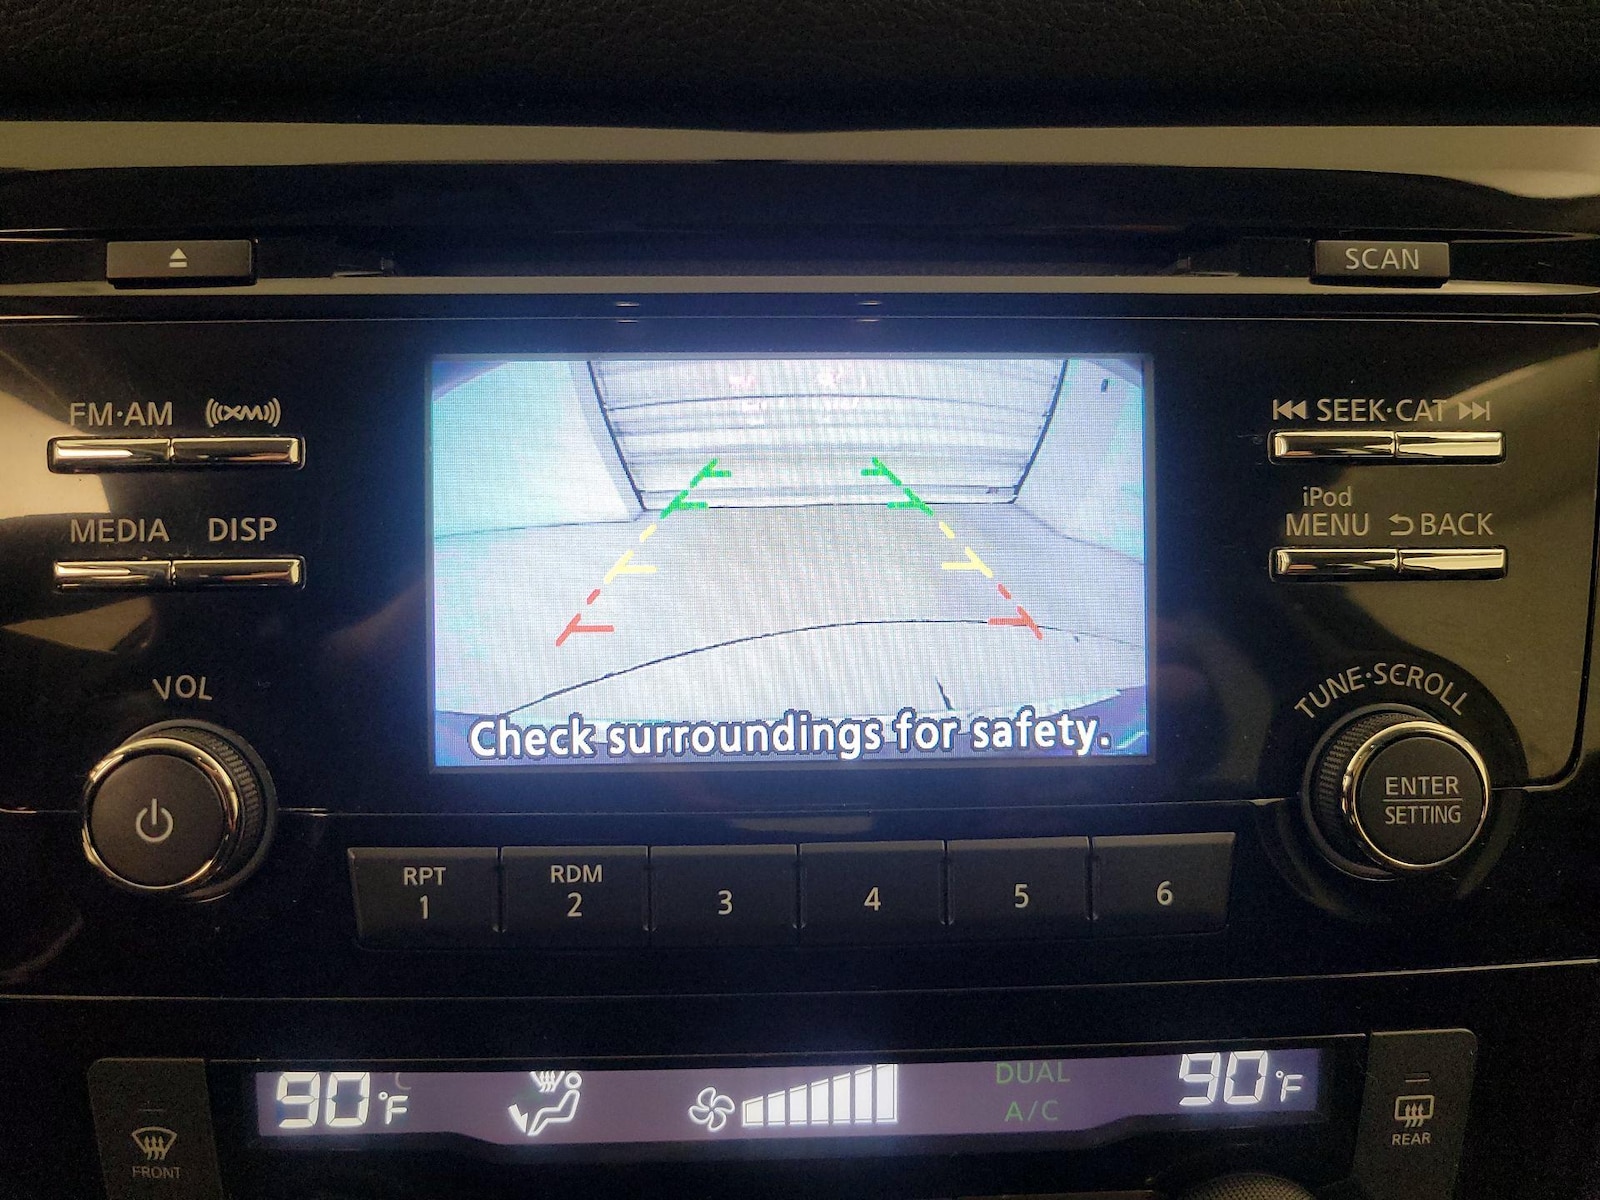 SCAN
FM·AM XM
SEEK·CAT
MEDIA DISP
iPod
MENU BACK
VOL
TUNE·SCROLL
Check surroundings for safety.
ENTER
SETTING
RPT
1
RDM
2
3
4
5
6
90°F
DUAL
A/C
90°F
FRONT
REAR